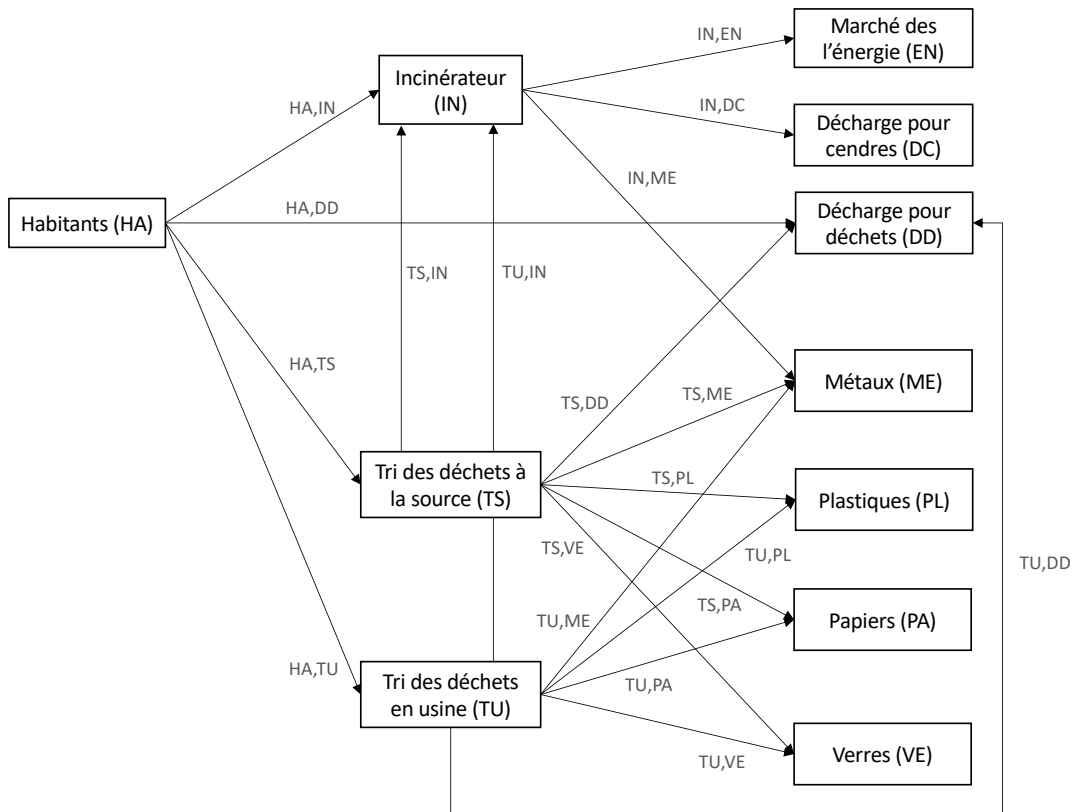 Marché des
l'énergie (EN)
IN,EN
Incinérateur
(IN)
HA,IN
IN,DC
Décharge pour
cendres (DC)
IN,ME
Habitants (HA)
HA,DD
Décharge pour
déchets (DD)
TS,IN
TU,IN
HA,TS
TS,DD
TS,ME
Métaux (ME)
Tri des déchets à
la source (TS)
TS,PL
Plastiques (PL)
TS,VE
TU,PL
TU,DD
TU,ME
TS,PA
Papiers (PA)
HA,TU
Tri des déchets
en usine (TU)
TU,PA
TU,VE
Verres (VE)